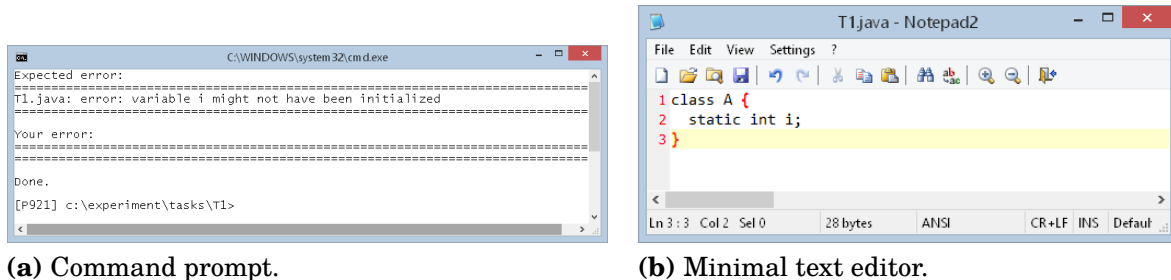 C:\WINDOWS\system32\cmd.exe
Expected error:
================================================================================
T1.java: error: variable i might not have been initialized
================================================================================
Your error:
================================================================================
================================================================================
Done.
[P921] c:\experiment\tasks\T1>
(a) Command prompt.
T1.java - Notepad2
File Edit View Settings ?
1 class A {
2 static int i;
3 }
Ln 3 : 3 Col 2 Sel 0 28 bytes ANSI CR+LF INS Default
(b) Minimal text editor.